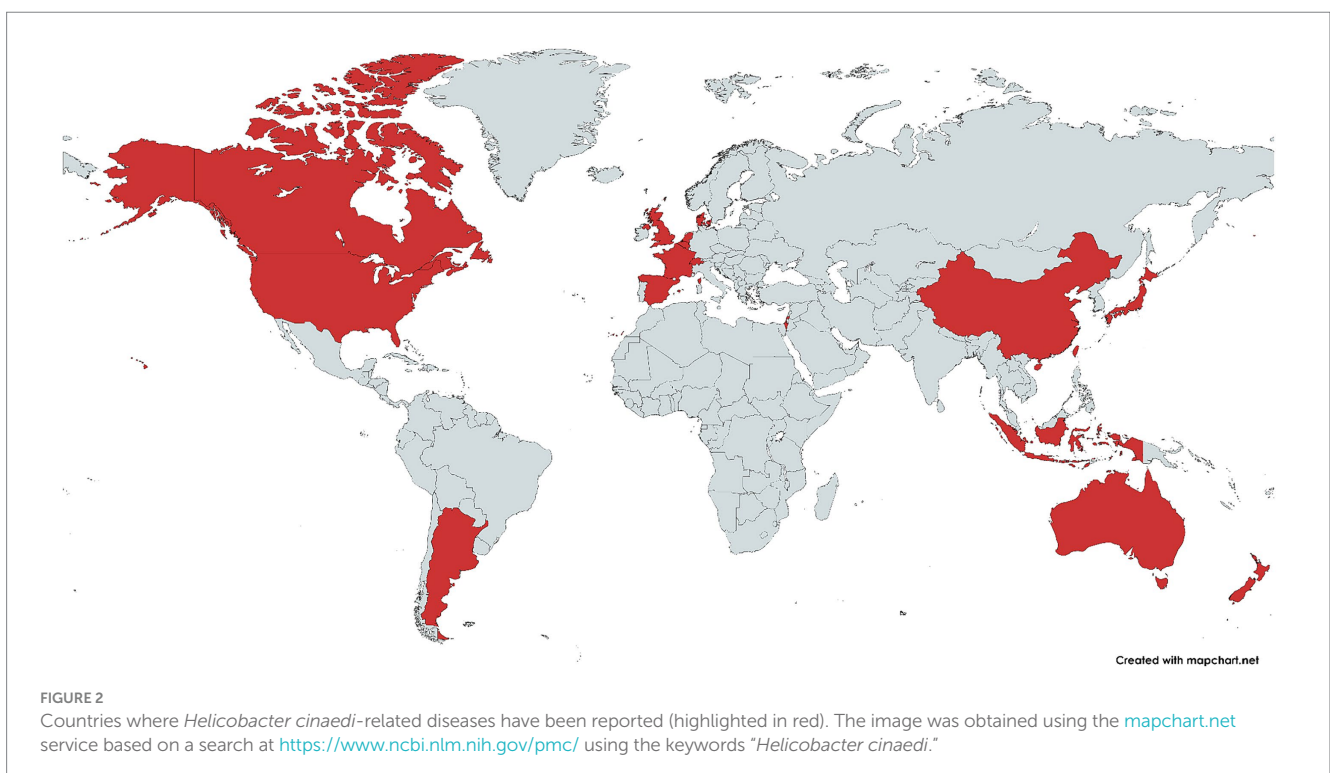 Created with mapchart.net
FIGURE 2
Countries where Helicobacter cinaedi-related diseases have been reported (highlighted in red). The image was obtained using the mapchart.net
service based on a search at https://www.ncbi.nlm.nih.gov/pmc/ using the keywords “Helicobacter cinaedi.”